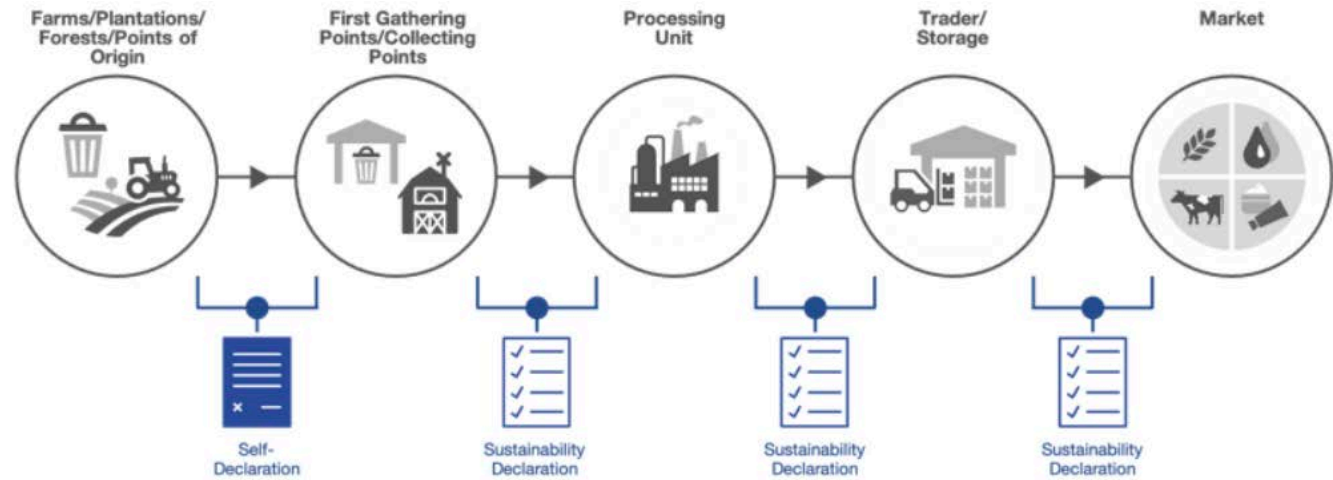 Farms/Plantations/
Forests/Points of
Origin
First Gathering
Points/Collecting
Points
Processing
Unit
Trader/
Storage
Market
Self-
Declaration
Sustainability
Declaration
Sustainability
Declaration
Sustainability
Declaration